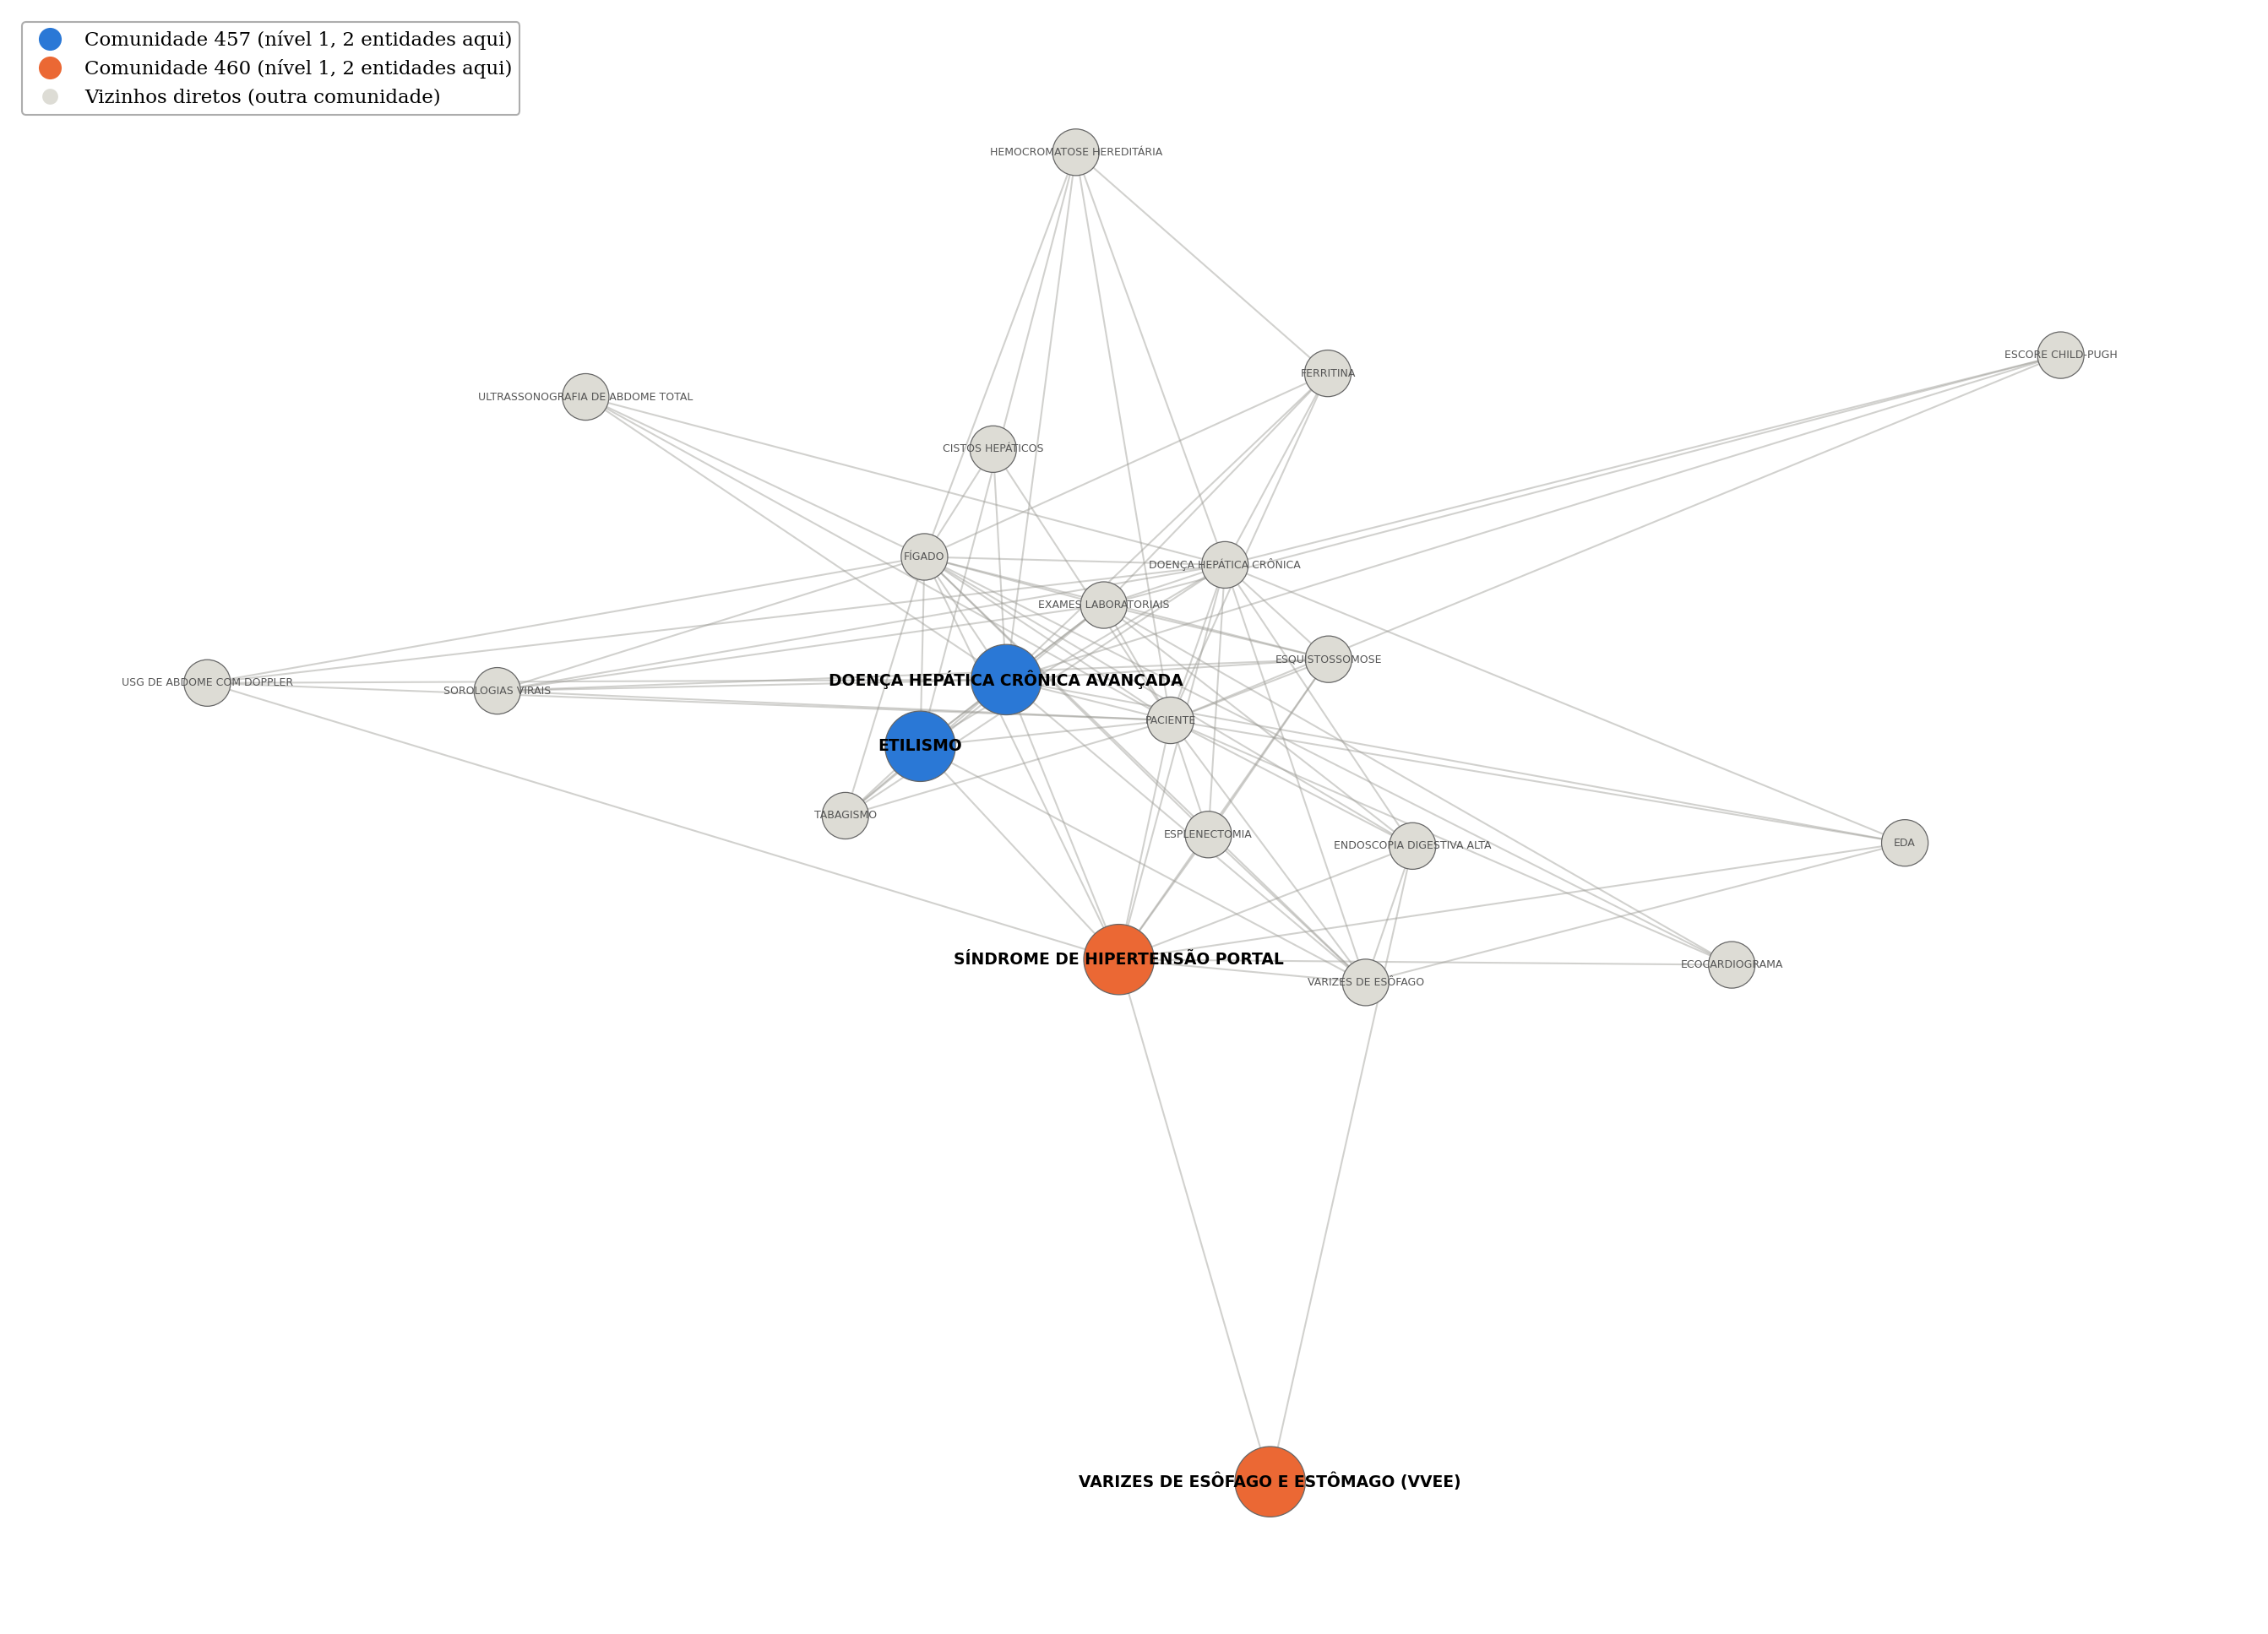 Comunidade 457 (nível 1, 2 entidades aqui)
Comunidade 460 (nível 1, 2 entidades aqui)
Vizinhos diretos (outra comunidade)
HEMOCROMATOSE HEREDITÁRIA
ESCORE CHILD-PUGH
FERRITINA
ULTRASSONOGRAFIA DE ABDOME TOTAL
CISTOS HEPÁTICOS
FÍGADO
DOENÇA HEPÁTICA CRÔNICA
EXAMES LABORATORIAIS
ESQUISTOSSOMOSE
DOENÇA HEPÁTICA CRÔNICA AVANÇADA
USG DE ABDOME COM DOPPLER
SOROLOGIAS VIRAIS
PACIENTE
ETILISMO
TABAGISMO
ESPLENECTOMIA
ENDOSCOPIA DIGESTIVA ALTA
EDA
SÍNDROME DE HIPERTENSÃO PORTAL
ECOCARDIOGRAMA
VARIZES DE ESÔFAGO
VARIZES DE ESÔFAGO E ESTÔMAGO (VVEE)